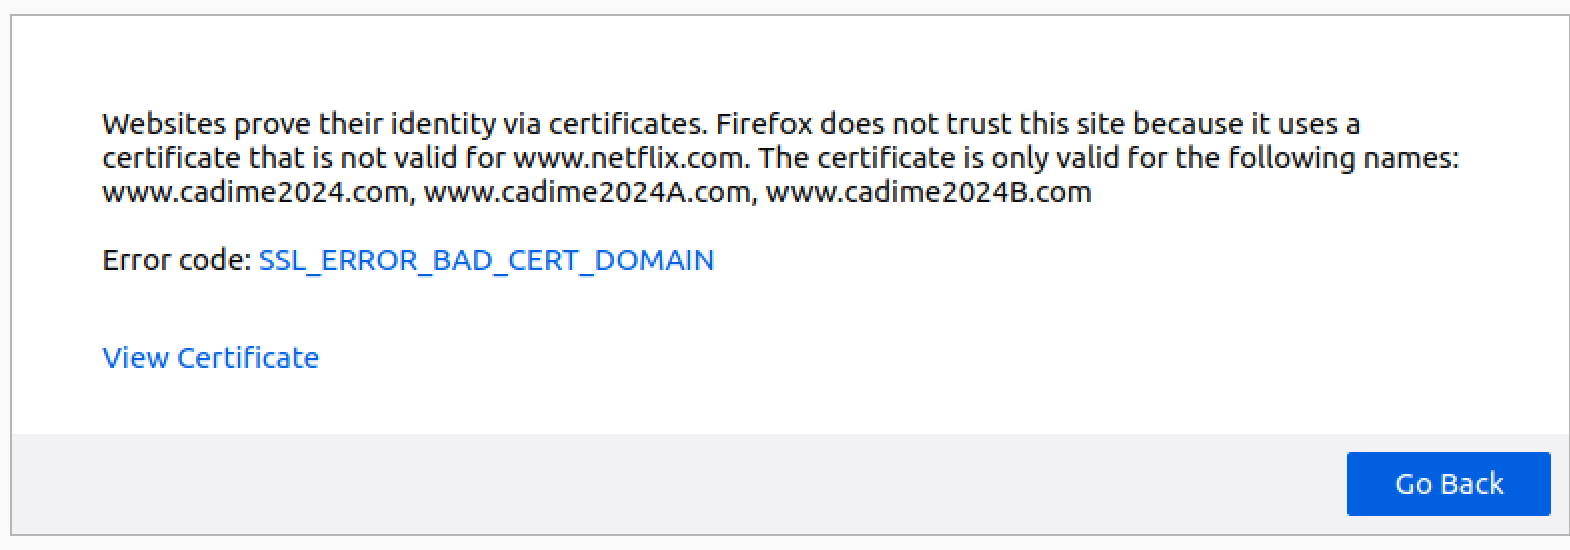 Websites prove their identity via certificates. Firefox does not trust this site because it uses a
certificate that is not valid for www.netflix.com. The certificate is only valid for the following names:
www.cadime2024.com, www.cadime2024A.com, www.cadime2024B.com
Error code: SSL_ERROR_BAD_CERT_DOMAIN
View Certificate
Go Back